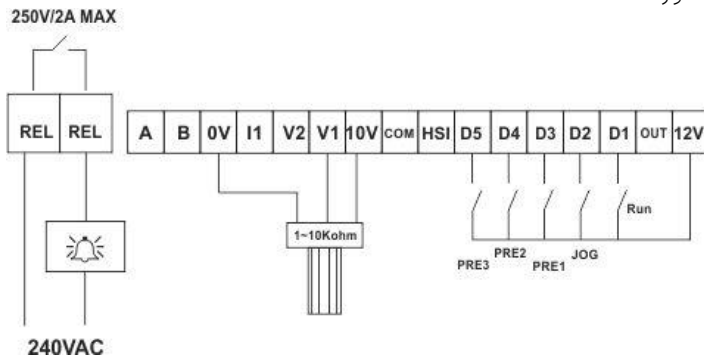 250V/2A MAX
REL REL A B 0V I1 V2 V1 10V COM HSI D5 D4 D3 D2 D1 OUT 12V
Run
1~10Kohm
PRE3 PRE2 PRE1 JOG
240VAC